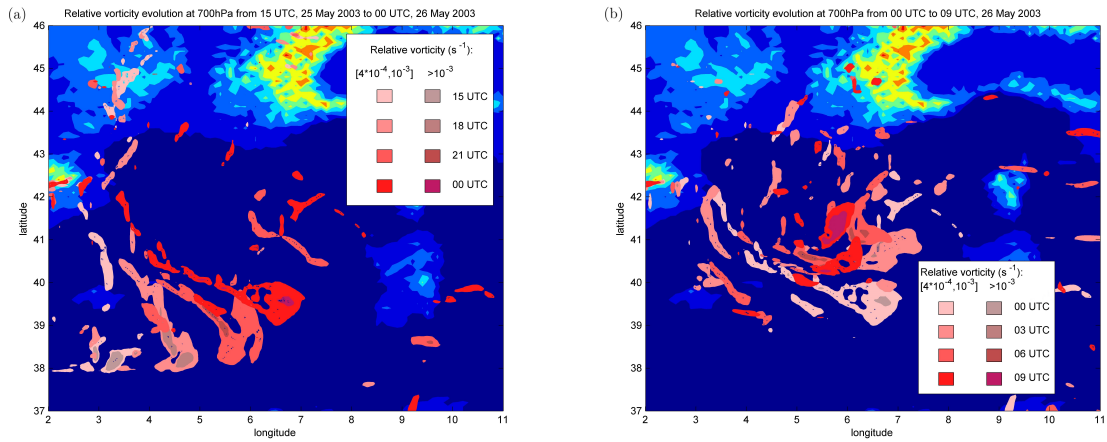 (a)
Relative vorticity evolution at 700hPa from 15 UTC, 25 May 2003 to 00 UTC, 26 May 2003
Relative vorticity (s⁻¹):
[4*10⁻⁴,10⁻³] >10⁻³
15 UTC
18 UTC
21 UTC
00 UTC
46
45
44
43
42
41
40
39
38
37
latitude
2 3 4 5 6 7 8 9 10 11
longitude
(b)
Relative vorticity evolution at 700hPa from 00 UTC to 09 UTC, 26 May 2003
Relative vorticity (s⁻¹):
[4*10⁻⁴,10⁻³] >10⁻³
00 UTC
03 UTC
06 UTC
09 UTC
46
45
44
43
42
41
40
39
38
37
latitude
2 3 4 5 6 7 8 9 10 11
longitude